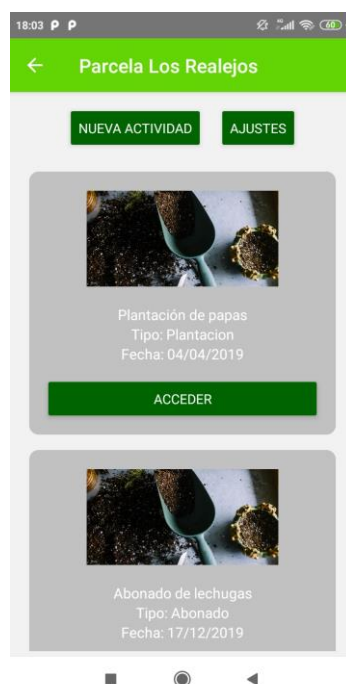 18:03
60
Parcela Los Realejos
NUEVA ACTIVIDAD AJUSTES
Plantación de papas
Tipo: Plantacion
Fecha: 04/04/2019
ACCEDER
Abonado de lechugas
Tipo: Abonado
Fecha: 17/12/2019